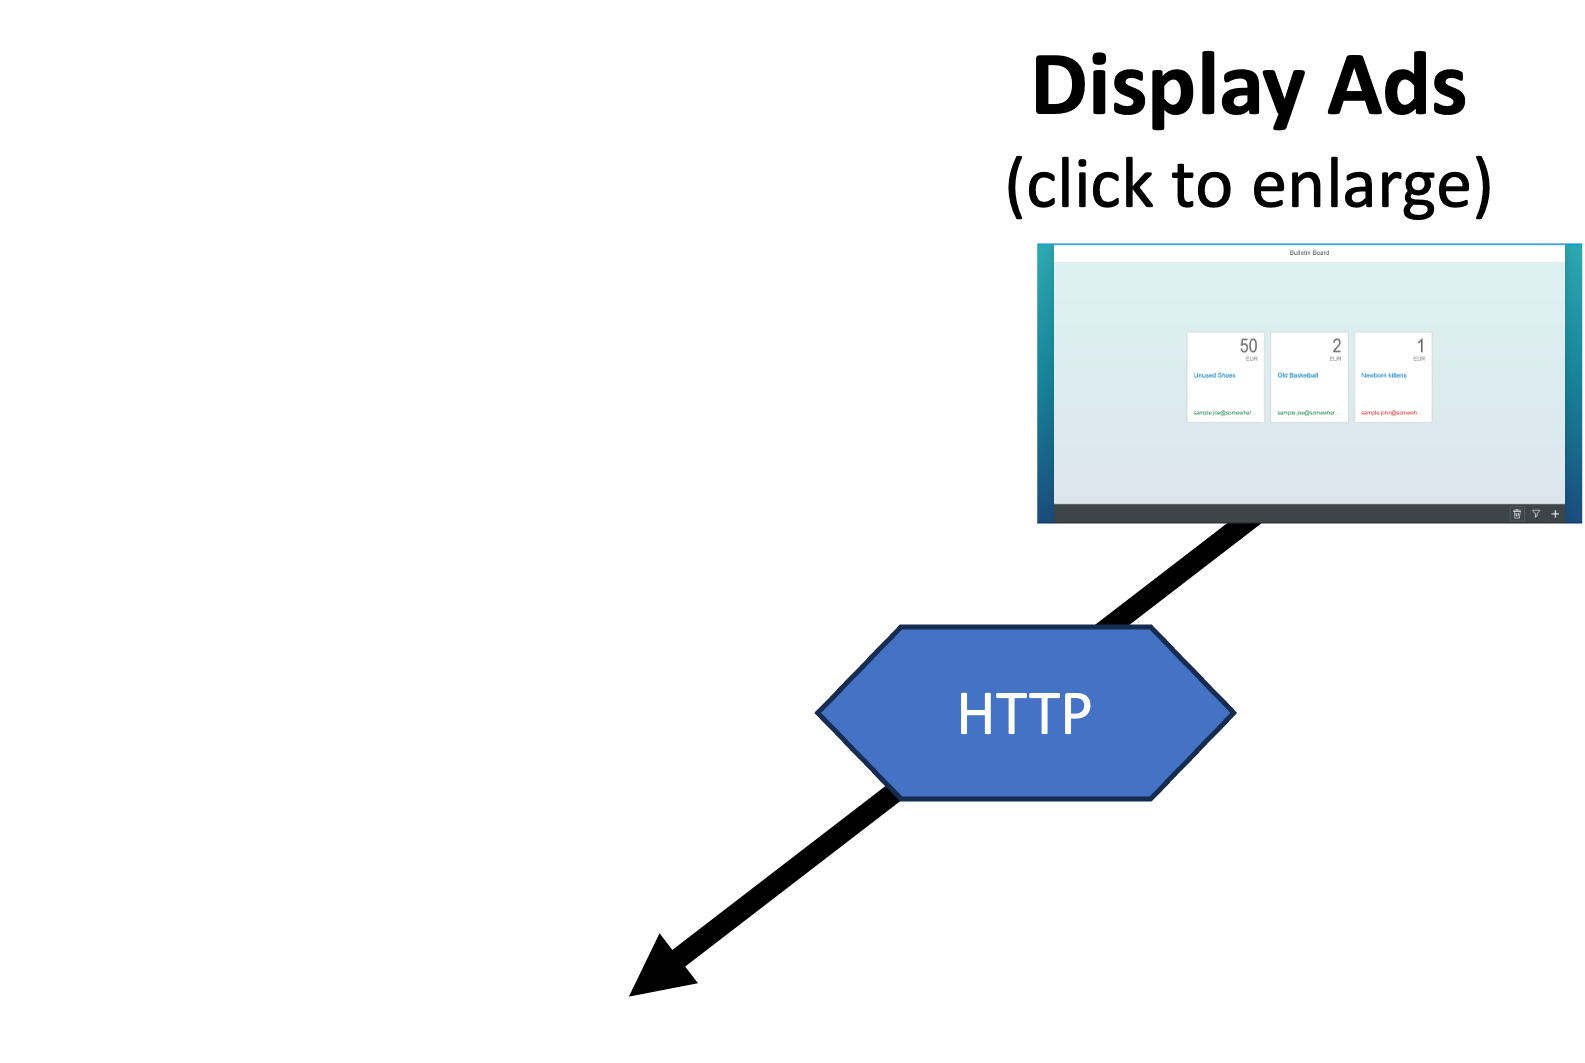 Display Ads
(click to enlarge)
Bulletin Board
50 2 1
EUR EUR EUR
Unused Shoes Old Basketball Newborn kittens
sample.joe@somewher... sample.joe@somewher... sample.john@somewh...
HTTP